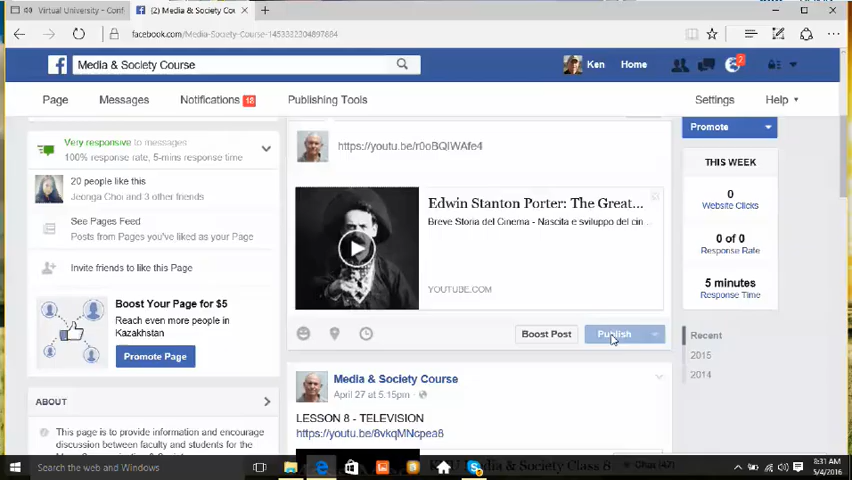 Virtual University - Conf
(2) Media & Society Cou
facebook.com/Media-Society-Course-1453322304897884
Media & Society Course
Ken
Home
2
Page
Messages
Notifications 18
Publishing Tools
Settings
Help
Very responsive to messages
100% response rate, 5-mins response time
20 people like this
Jeonga Choi and 3 other friends
See Pages Feed
Posts from Pages you've liked as your Page
Invite friends to like this Page
Boost Your Page for $5
Reach even more people in
Kazakhstan
Promote Page
ABOUT
This page is to provide information and encourage
discussion between faculty and students for the
https://youtu.be/r0oBQIWAfe4
Edwin Stanton Porter: The Great...
Breve Storia del Cinema - Nascita e sviluppo del cin ...
YOUTUBE.COM
Boost Post
Publish
Media & Society Course
April 27 at 5:15pm
LESSON 8 - TELEVISION
https://youtu.be/8vkqMNcpea8
Media & Society Class
Chat (47)
Promote
THIS WEEK
0
Website Clicks
0 of 0
Response Rate
5 minutes
Response Time
Recent
2015
2014
Search the web and Windows
8:31 AM
5/4/2016